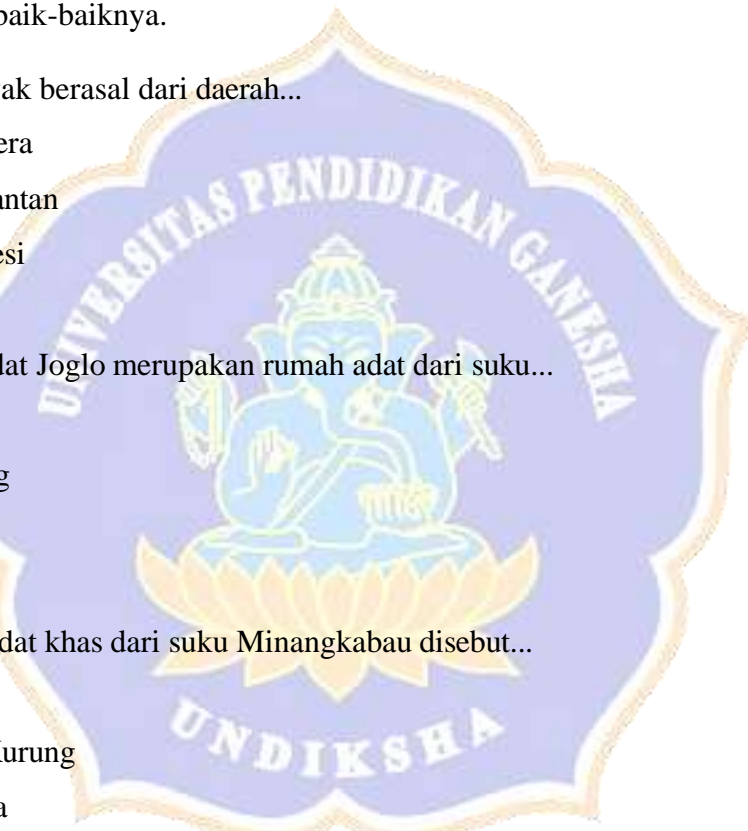 baik-baiknya.
ak berasal dari daerah...
era
antan
esi
UNIVERSITAS PENDIDIKAN GANESHA
dat Joglo merupakan rumah adat dari suku...
g
dat khas dari suku Minangkabau disebut...
UNDIKSHA
Kurung
a